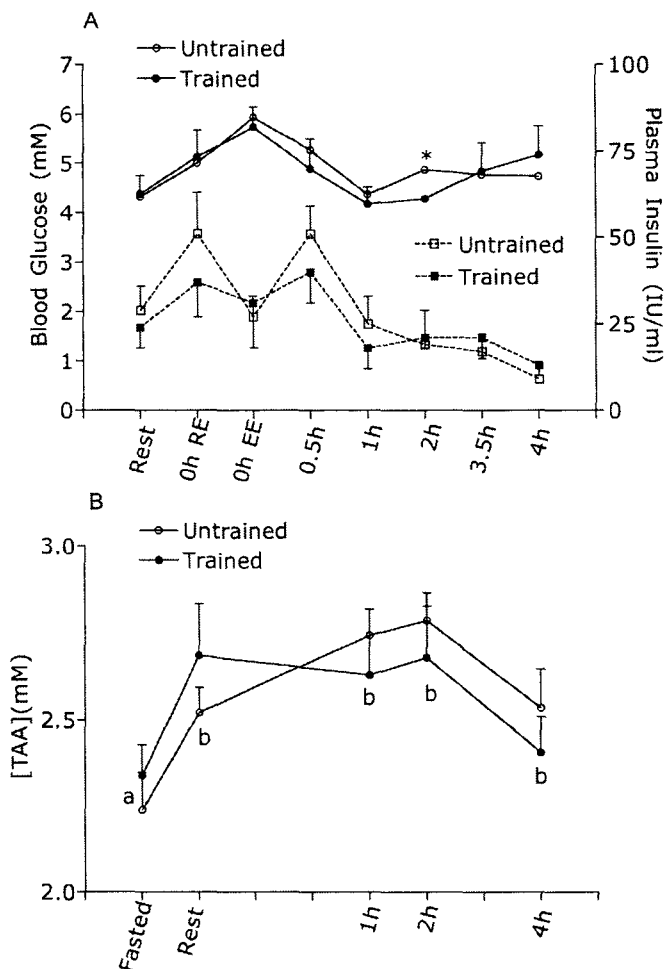 A
Untrained
Trained
7
6
5
4
3
2
1
0
Blood Glucose (mM)
100
75
50
25
0
Plasma Insulin (IU/ml)
*
Untrained
Trained
Rest
0h RE
0h EE
0.5h
1h
2h
3.5h
4h
B
Untrained
Trained
3.0
2.5
2.0
[TAA](mM)
a
b
b
b
b
Fasted
Rest
1h
2h
4h